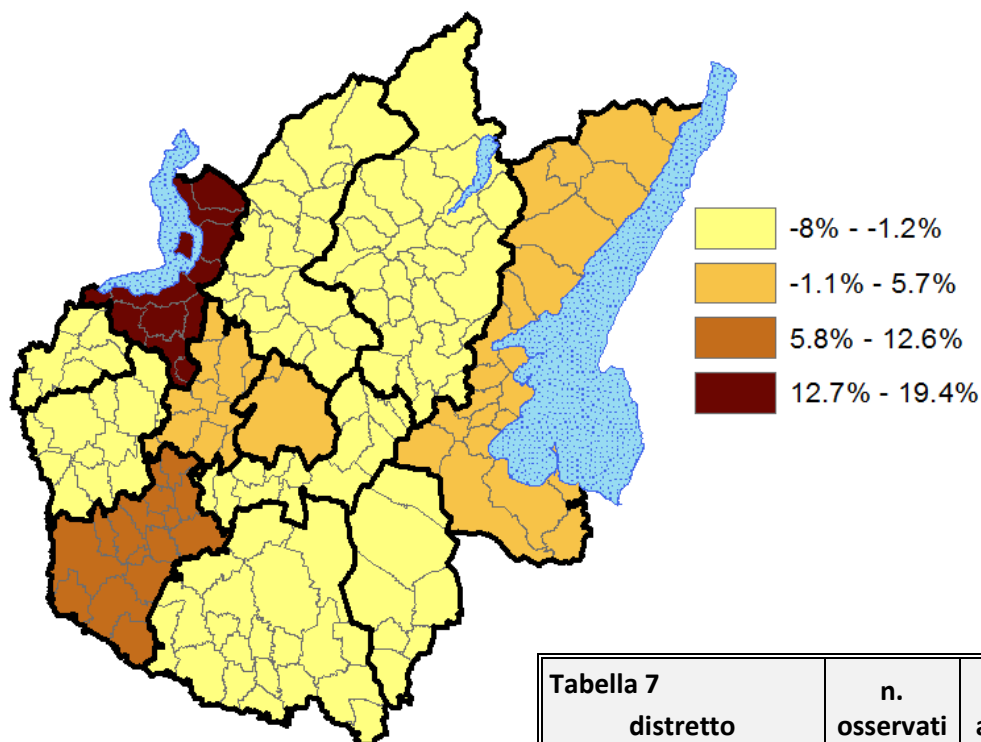 -8% - -1.2%
-1.1% - 5.7%
5.8% - 12.6%
12.7% - 19.4%
Tabella 7
distretto
n.
osservati